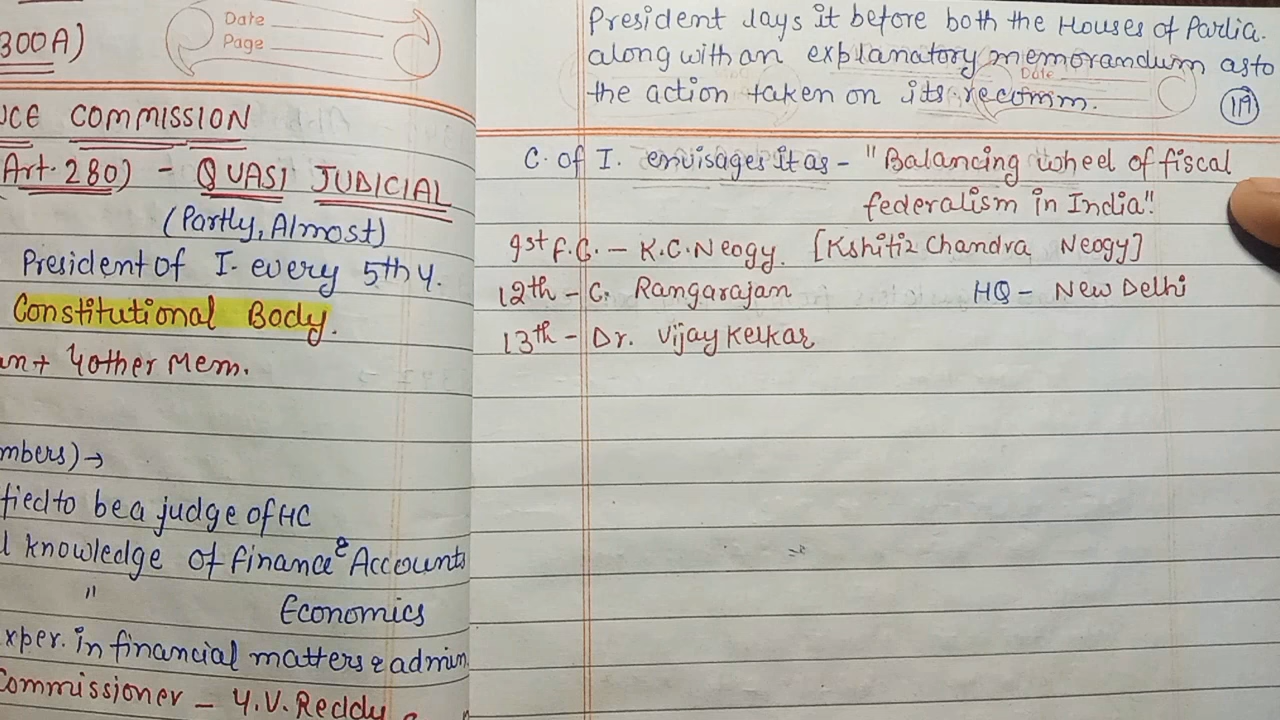 300A)
Date
Page
COMMISSION
(Art. 280) - QUASI JUDICIAL
(Partly, Almost)
President of I. every 5th y.
Constitutional Body.
+ 4 other Mem.
mbers) →
fied to be a judge of HC
l knowledge of finance & Accounts
" Economics
xper. in financial matters & admin.
Commissioner - Y.V. Reddy
President lays it before both the Houses of Parlia.
along with an explanatory memorandum as to
Date
the action taken on its recomm.
19
C. of I. envisages it as - "Balancing wheel of fiscal
federalism in India".
1st F.C. - K.C. Neogy. [Kshitiz Chandra Neogy]
12th - C. Rangarajan HQ - New Delhi
13th - Dr. Vijay Kelkar